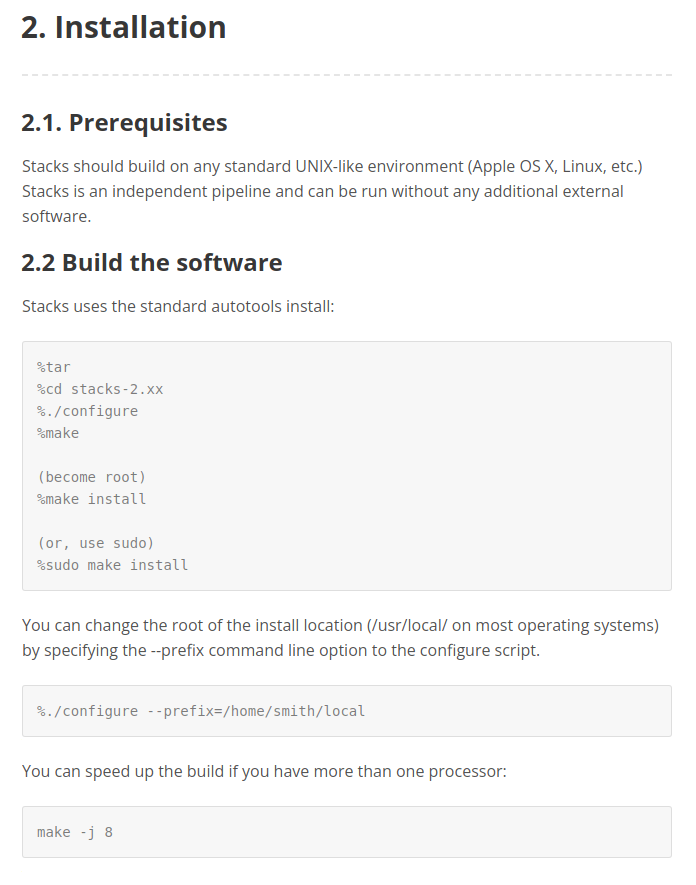 2. Installation
2.1. Prerequisites
Stacks should build on any standard UNIX-like environment (Apple OS X, Linux, etc.)
Stacks is an independent pipeline and can be run without any additional external
software.
2.2 Build the software
Stacks uses the standard autotools install:
%tar
%cd stacks-2.xx
%./configure
%make
(become root)
%make install
(or, use sudo)
%sudo make install
You can change the root of the install location (/usr/local/ on most operating systems)
by specifying the --prefix command line option to the configure script.
%./configure --prefix=/home/smith/local
You can speed up the build if you have more than one processor:
make -j 8